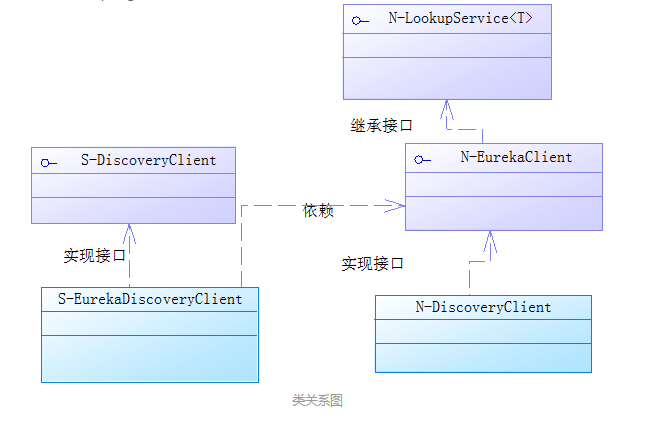 N-LookupService<T>
继承接口
S-DiscoveryClient
N-EurekaClient
依赖
实现接口
实现接口
S-EurekaDiscoveryClient
N-DiscoveryClient
类关系图